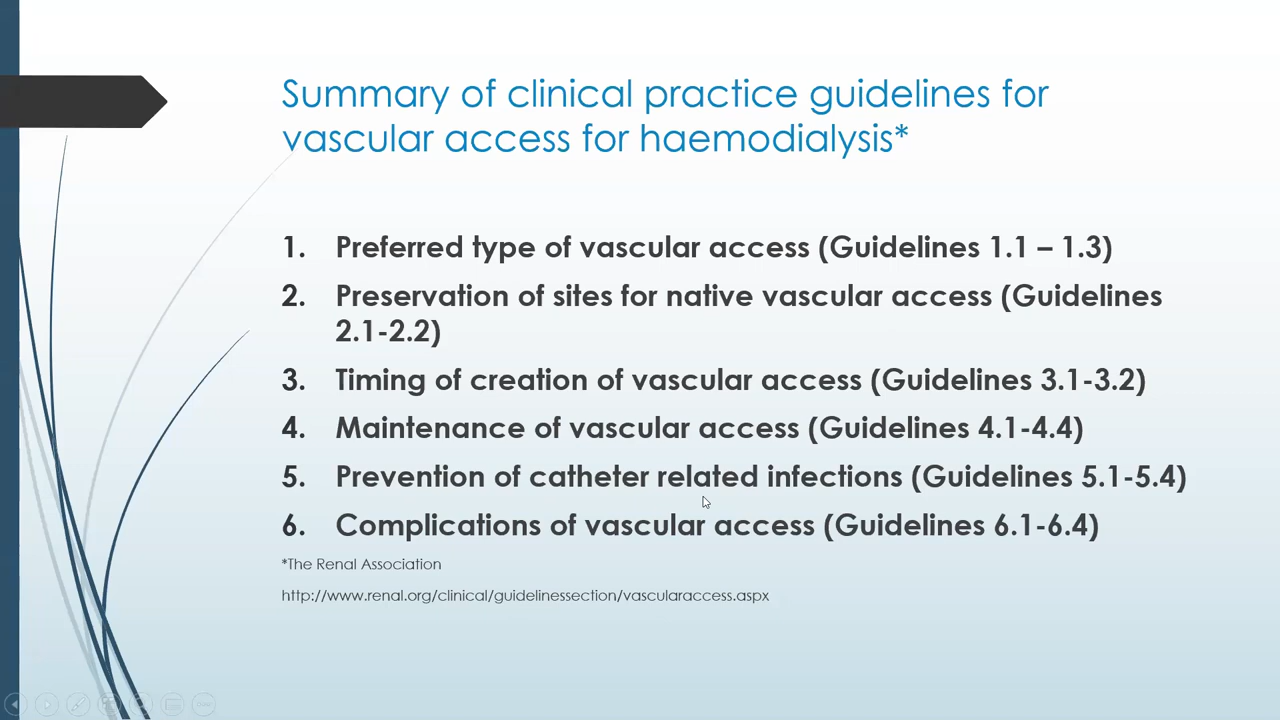 Summary of clinical practice guidelines for
vascular access for haemodialysis*
1. Preferred type of vascular access (Guidelines 1.1 – 1.3)
2. Preservation of sites for native vascular access (Guidelines
2.1-2.2)
3. Timing of creation of vascular access (Guidelines 3.1-3.2)
4. Maintenance of vascular access (Guidelines 4.1-4.4)
5. Prevention of catheter related infections (Guidelines 5.1-5.4)
6. Complications of vascular access (Guidelines 6.1-6.4)
*The Renal Association
http://www.renal.org/clinical/guidelinessection/vascularaccess.aspx